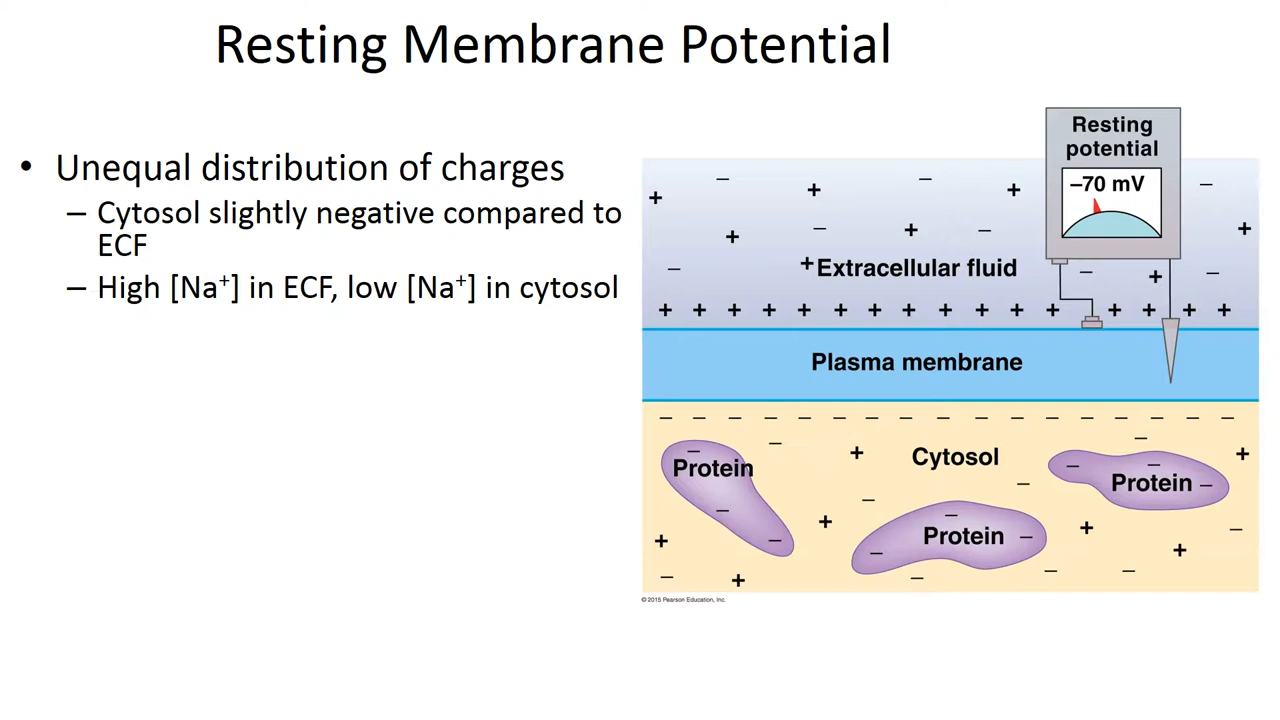 Resting Membrane Potential
• Unequal distribution of charges
– Cytosol slightly negative compared to
ECF
– High [Na⁺] in ECF, low [Na⁺] in cytosol
Resting
potential
–70 mV
Extracellular fluid
Plasma membrane
Cytosol
Protein
Protein
Protein
© 2015 Pearson Education, Inc.